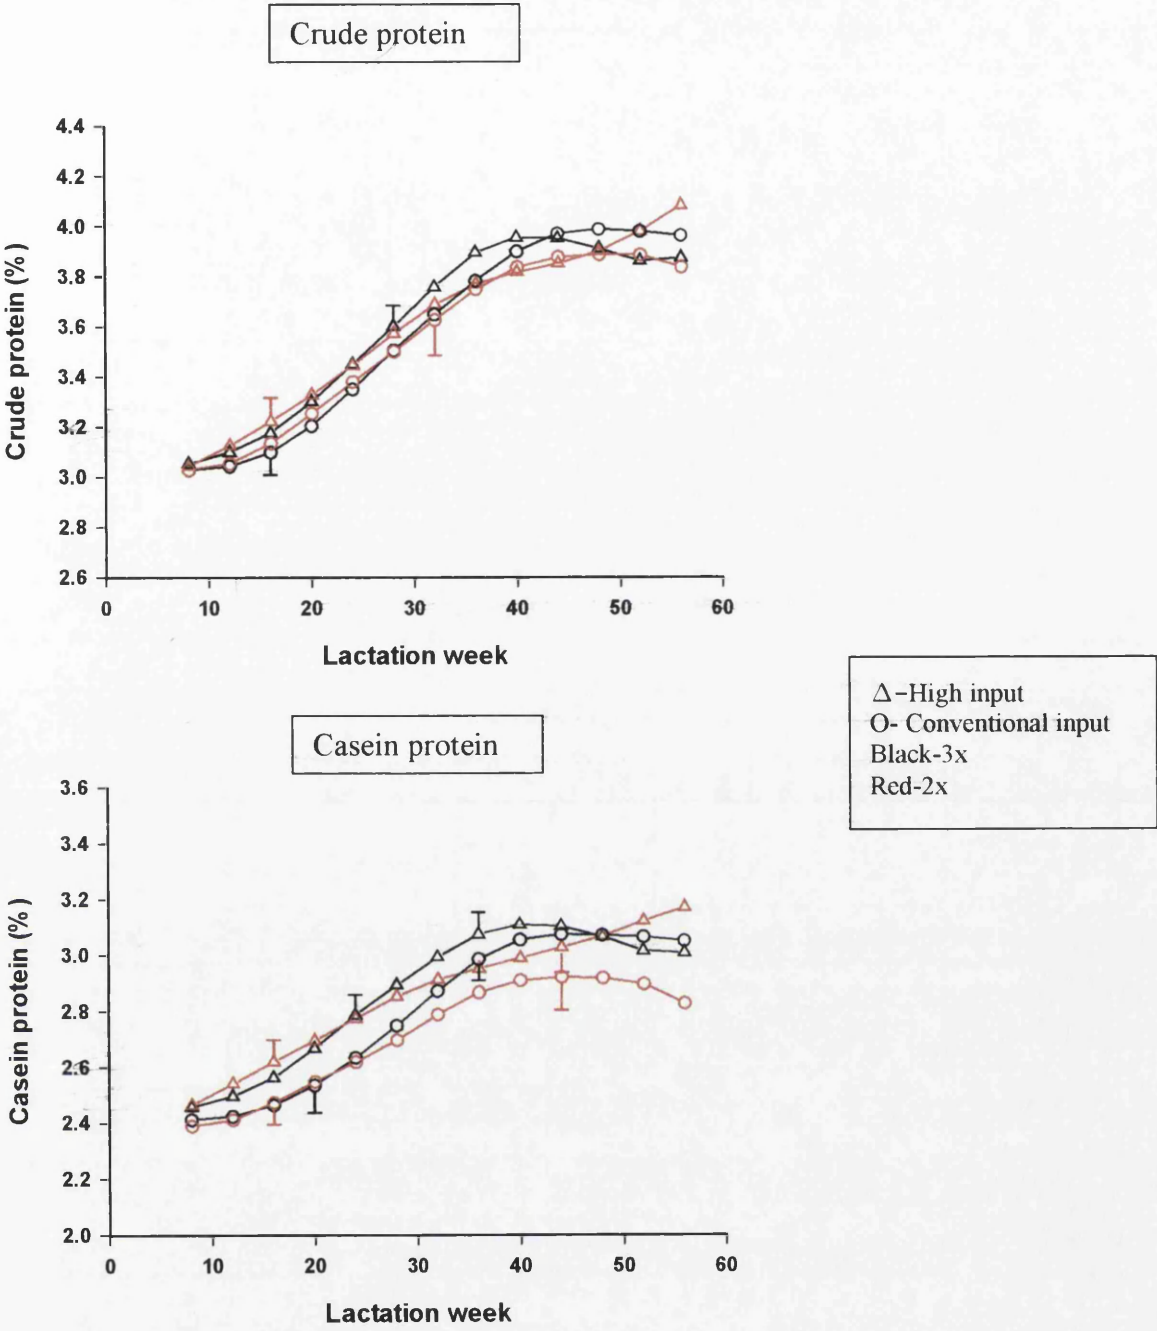 Crude protein
4.4
4.2
4.0
3.8
3.6
3.4
3.2
3.0
2.8
2.6
Crude protein (%)
0 10 20 30 40 50 60
Lactation week
Δ-High input
O- Conventional input
Black-3x
Red-2x
Casein protein
3.6
3.4
3.2
3.0
2.8
2.6
2.4
2.2
2.0
Casein protein (%)
0 10 20 30 40 50 60
Lactation week